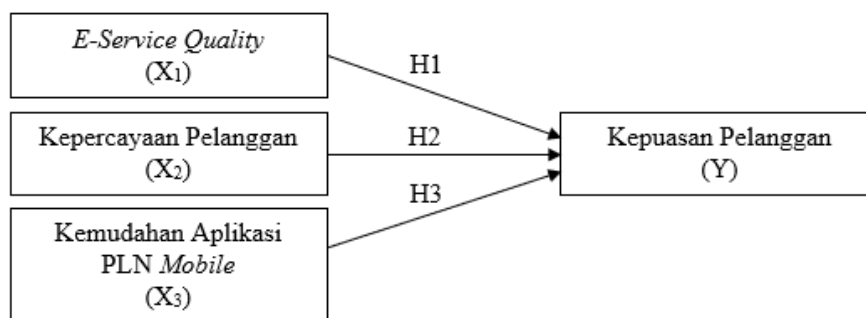 E-Service Quality
(X₁)
H1
Kepercayaan Pelanggan
(X₂)
H2
Kepuasan Pelanggan
(Y)
H3
Kemudahan Aplikasi
PLN Mobile
(X₃)